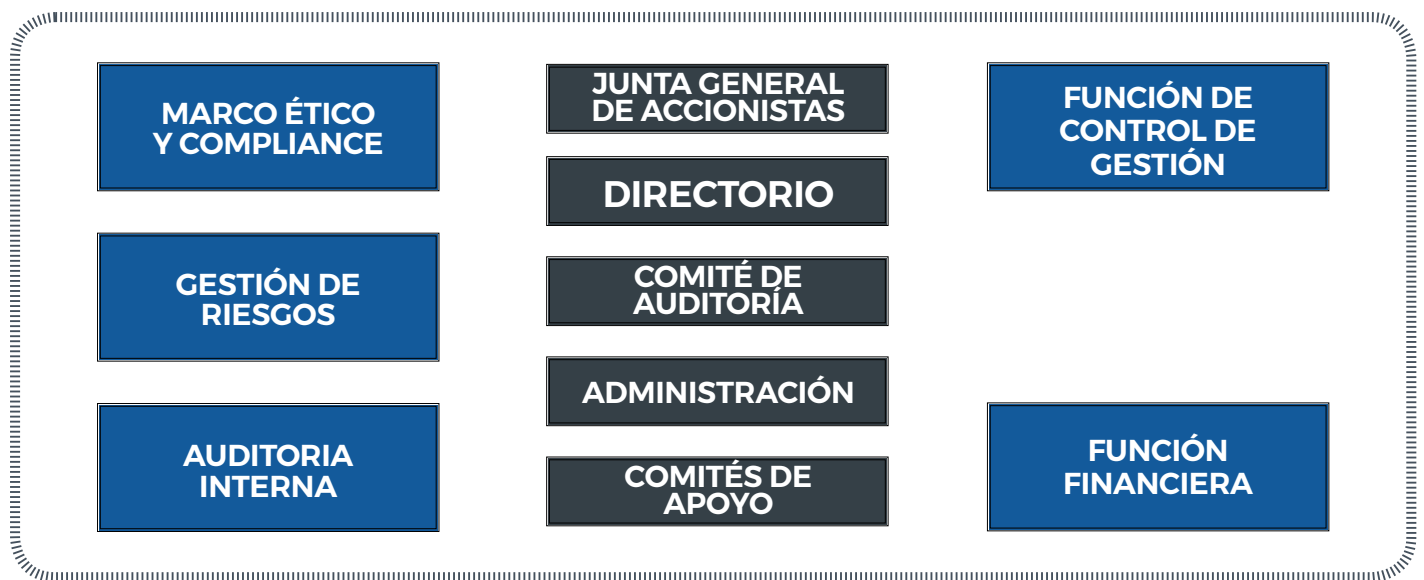 MARCO ÉTICO
Y COMPLIANCE
GESTIÓN DE
RIESGOS
AUDITORIA
INTERNA
JUNTA GENERAL
DE ACCIONISTAS
DIRECTORIO
COMITÉ DE
AUDITORÍA
ADMINISTRACIÓN
COMITÉS DE
APOYO
FUNCIÓN DE
CONTROL DE
GESTIÓN
FUNCIÓN
FINANCIERA